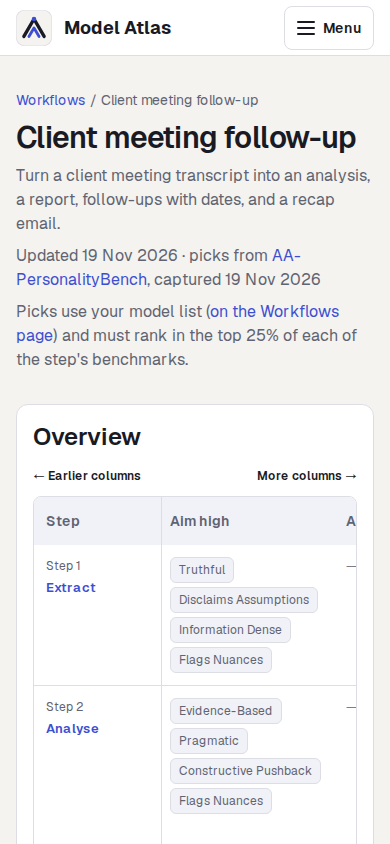 Model Atlas
Menu
Workflows / Client meeting follow-up
Client meeting follow-up
Turn a client meeting transcript into an analysis,
a report, follow-ups with dates, and a recap
email.
Updated 19 Nov 2026 · picks from AA-
PersonalityBench, captured 19 Nov 2026
Picks use your model list (on the Workflows
page) and must rank in the top 25% of each of
the step's benchmarks.
Overview
← Earlier columns
More columns →
Step
Aim high
A
Step 1
Extract
Truthful
Disclaims Assumptions
Information Dense
Flags Nuances
—
Step 2
Analyse
Evidence-Based
Pragmatic
Constructive Pushback
Flags Nuances
—